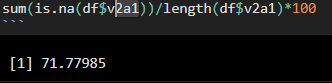 sum(is.na(df$v2a1))/length(df$v2a1)*100
```
[1] 71.77985